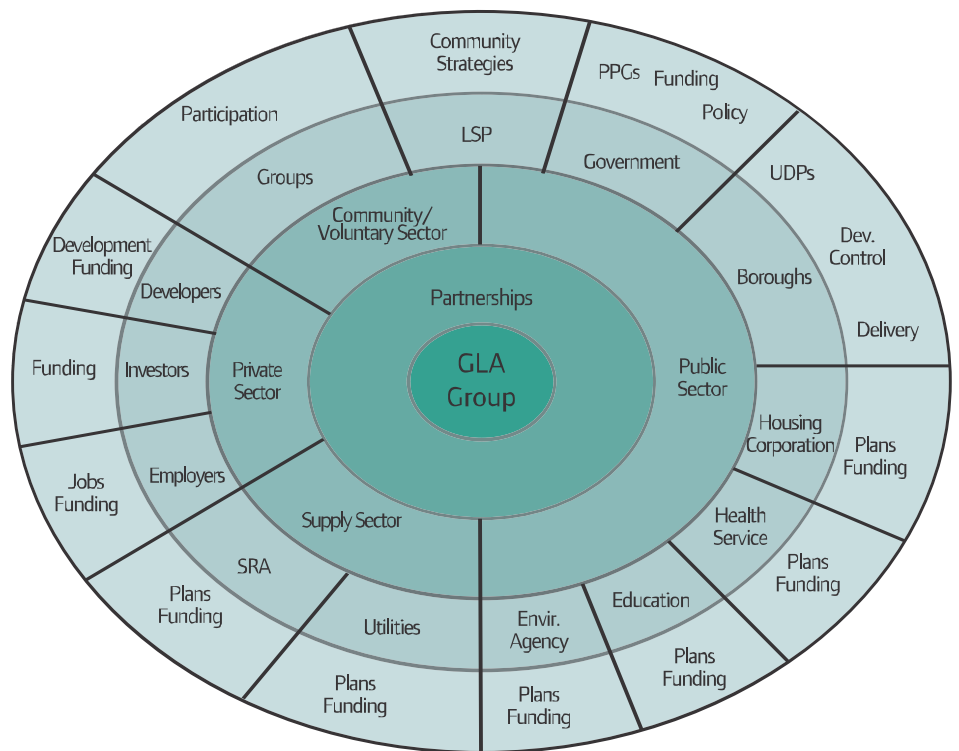 Community
Strategies
PPGs
Funding
Policy
Participation
LSP
Government
UDPs
Groups
Community/
Voluntary Sector
Dev.
Control
Development
Funding
Developers
Boroughs
Partnerships
Delivery
GLA
Group
Funding
Investors
Private
Sector
Public
Sector
Housing
Corporation
Plans
Funding
Jobs
Funding
Employers
Supply Sector
Health
Service
Plans
Funding
SRA
Plans
Funding
Utilities
Envir.
Agency
Education
Plans
Funding
Plans
Funding
Plans
Funding